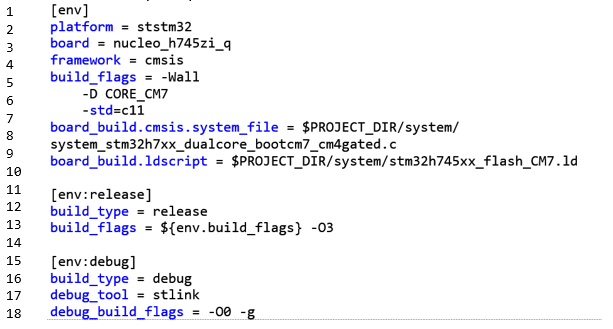 1 [env]
2 platform = ststm32
3 board = nucleo_h745zi_q
4 framework = cmsis
5 build_flags = -Wall
6 -D CORE_CM7
7 -std=c11
8 board_build.cmsis.system_file = $PROJECT_DIR/system/
9 system_stm32h7xx_dualcore_bootcm7_cm4gated.c
10 board_build.ldscript = $PROJECT_DIR/system/stm32h745xx_flash_CM7.ld
11 [env:release]
12 build_type = release
13 build_flags = ${env.build_flags} -O3
14
15 [env:debug]
16 build_type = debug
17 debug_tool = stlink
18 debug_build_flags = -O0 -g